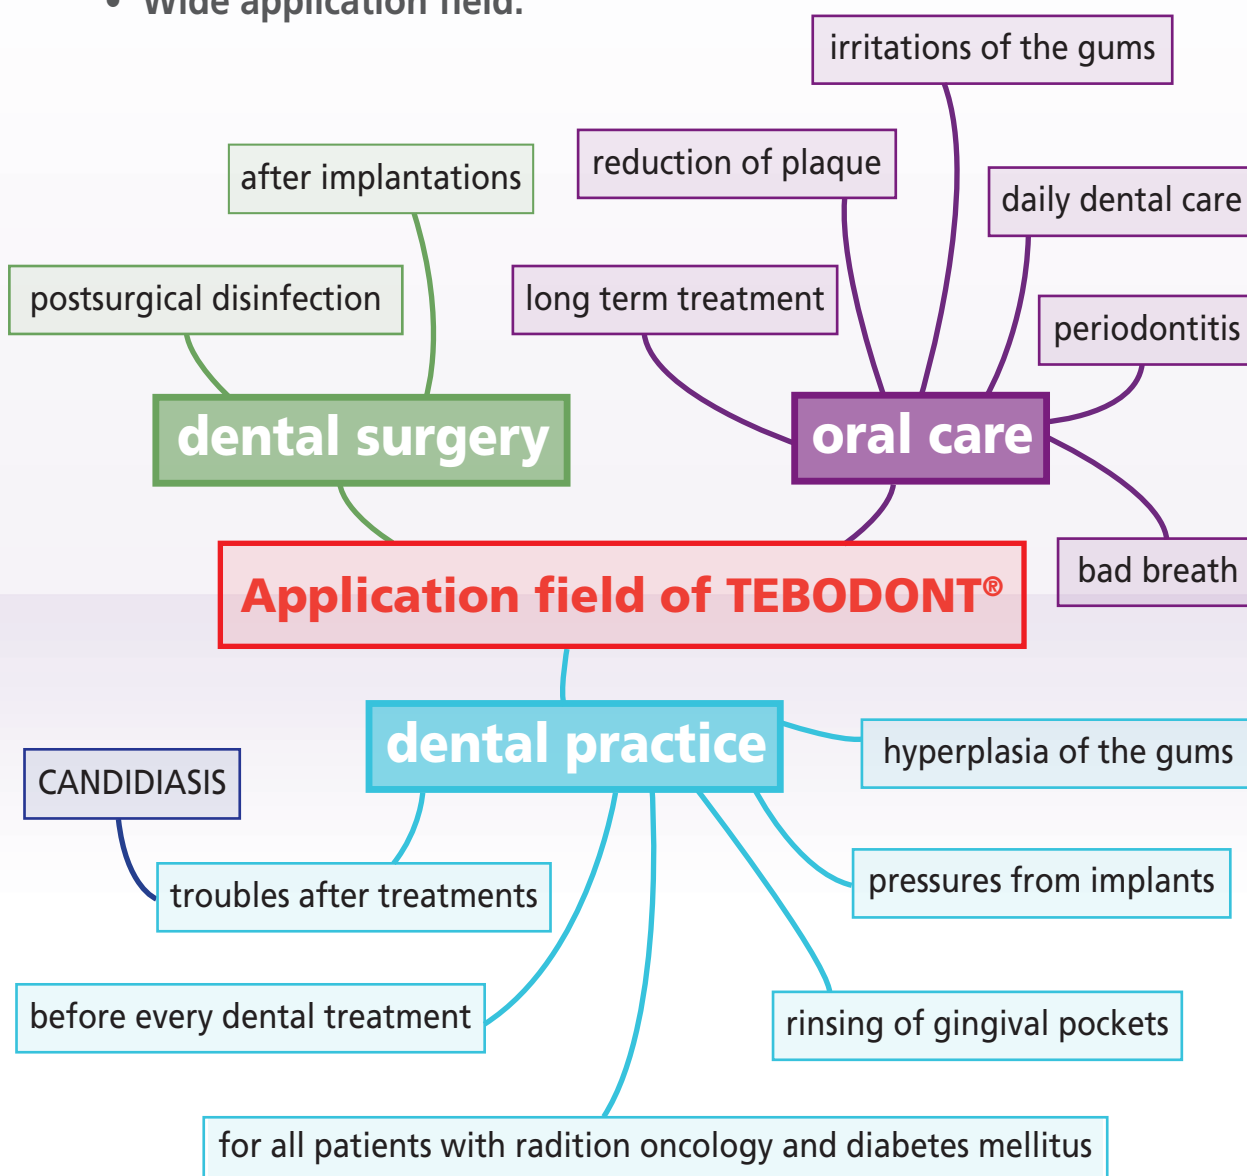 • Wide application field.
irritations of the gums
reduction of plaque
after implantations
daily dental care
postsurgical disinfection
long term treatment
periodontitis
dental surgery
oral care
bad breath
Application field of TEBODONT®
dental practice
hyperplasia of the gums
CANDIDIASIS
pressures from implants
troubles after treatments
before every dental treatment
rinsing of gingival pockets
for all patients with radition oncology and diabetes mellitus